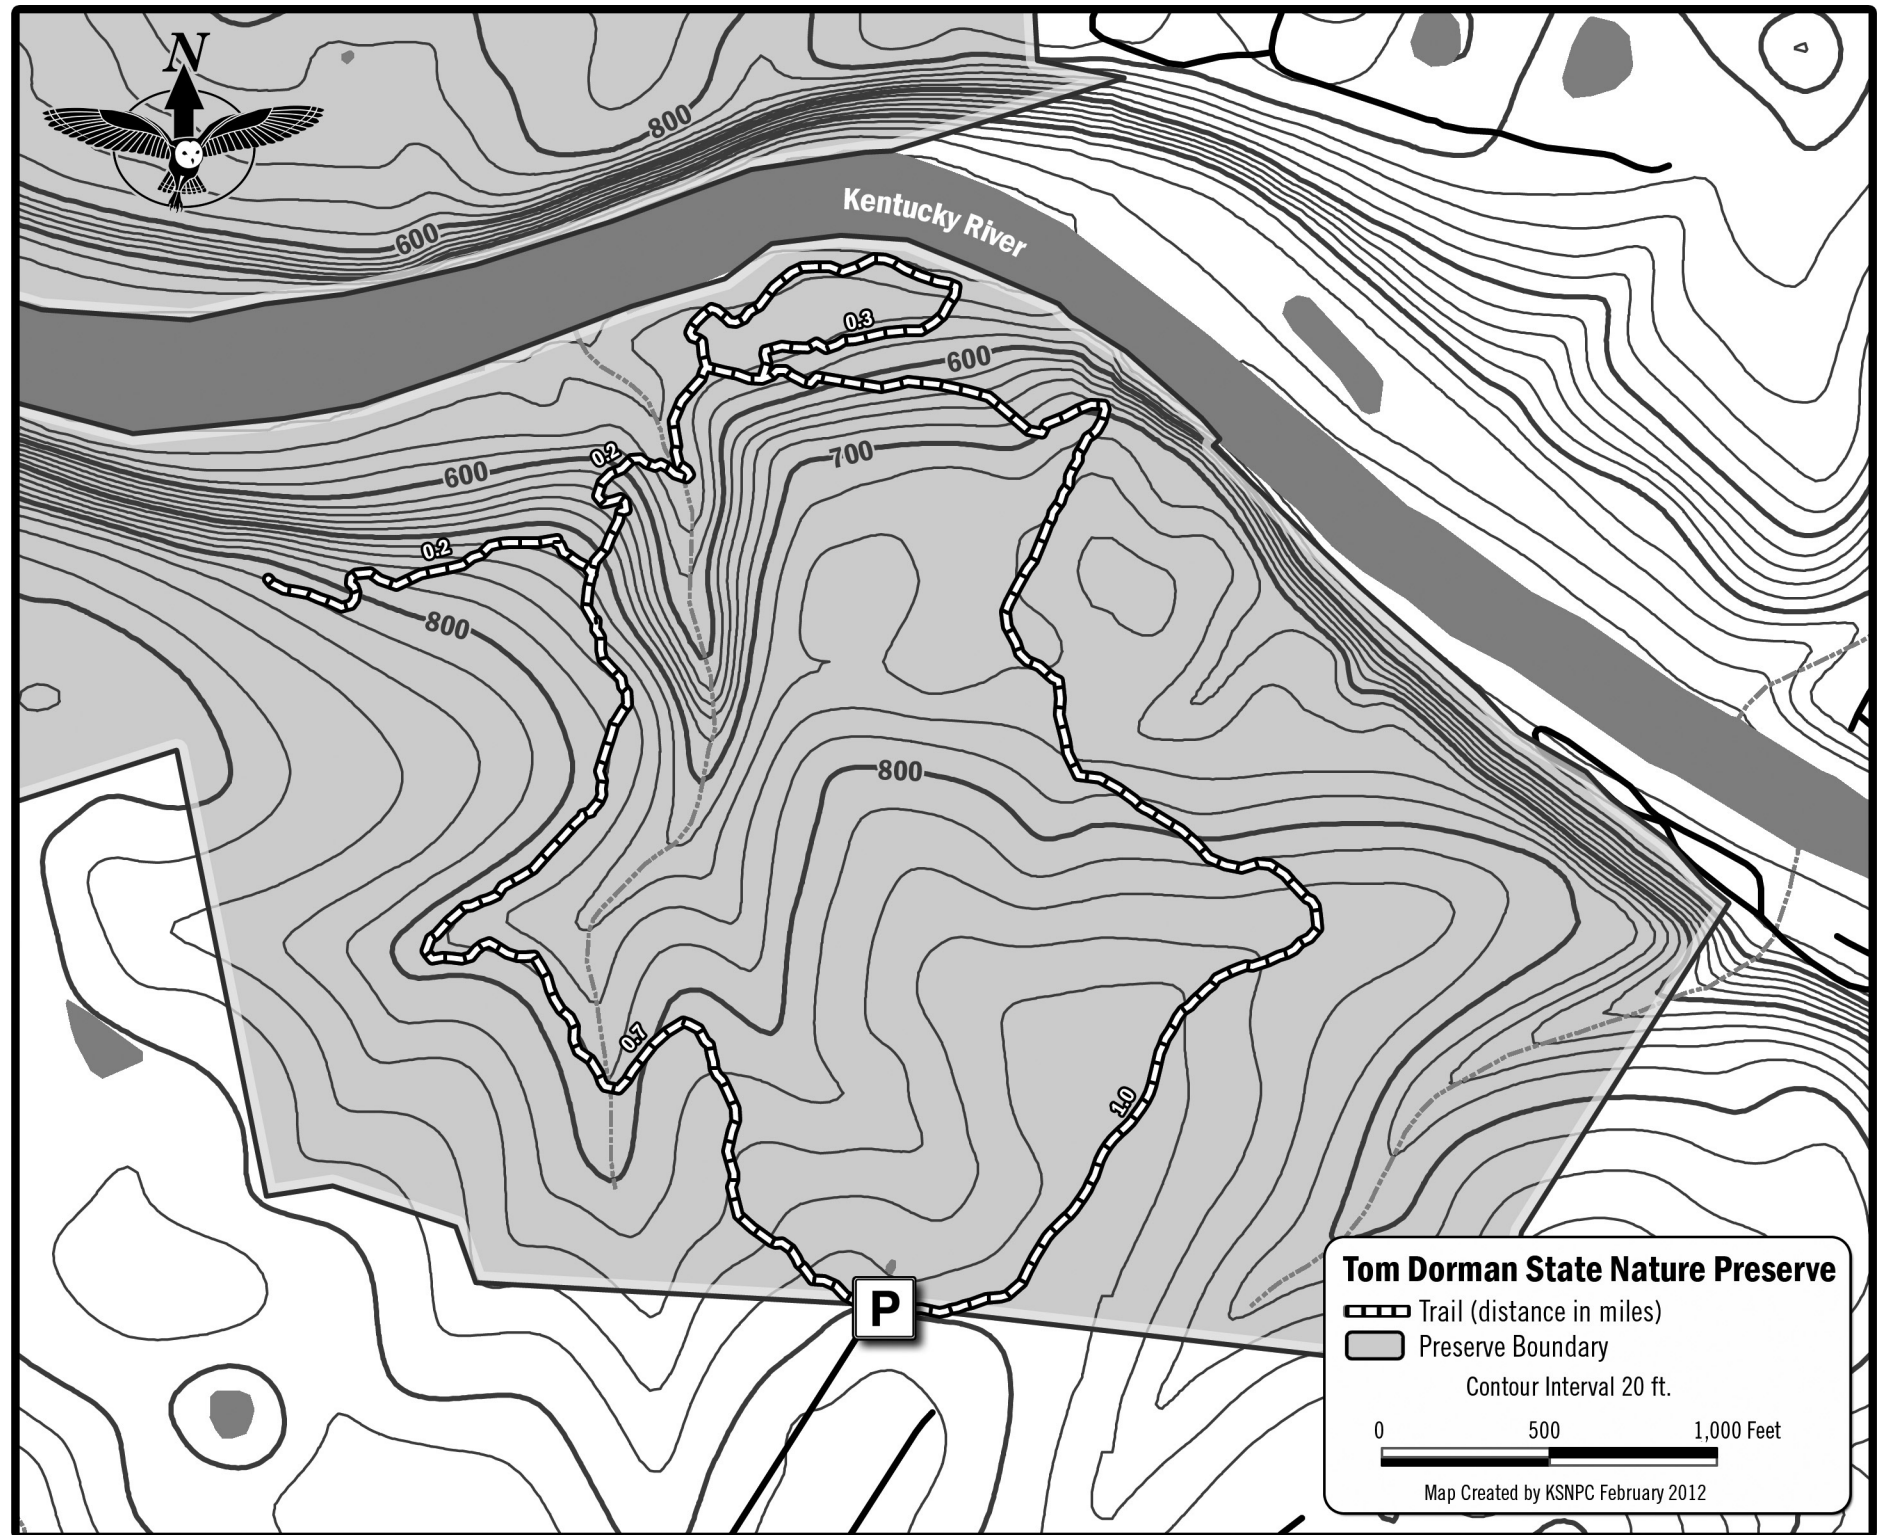 N
800
600
Kentucky River
0.3
600
0.2
600
700
0.2
800
800
0.7
1.0
P
Tom Dorman State Nature Preserve
Trail (distance in miles)
Preserve Boundary
Contour Interval 20 ft.
0 500 1,000 Feet
Map Created by KSNPC February 2012